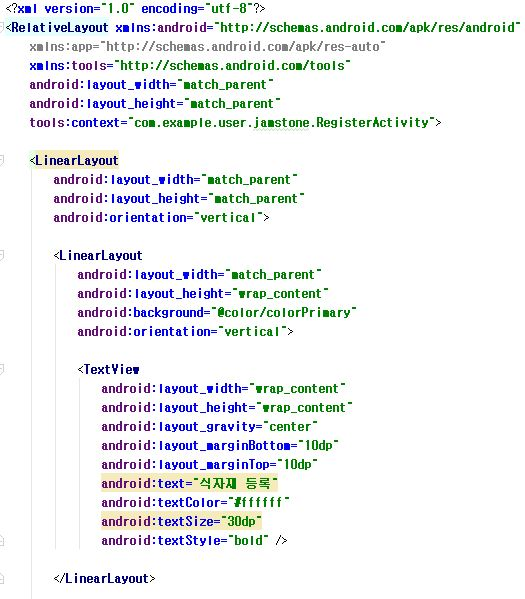 <?xml version="1.0" encoding="utf-8"?>
<RelativeLayout xmlns:android="http://schemas.android.com/apk/res/android"
xmlns:app="http://schemas.android.com/apk/res-auto"
xmlns:tools="http://schemas.android.com/tools"
android:layout_width="match_parent"
android:layout_height="match_parent"
tools:context="com.example.user.jamstone.RegisterActivity">
<LinearLayout
android:layout_width="match_parent"
android:layout_height="match_parent"
android:orientation="vertical">
<LinearLayout
android:layout_width="match_parent"
android:layout_height="wrap_content"
android:background="@color/colorPrimary"
android:orientation="vertical">
<TextView
android:layout_width="wrap_content"
android:layout_height="wrap_content"
android:layout_gravity="center"
android:layout_marginBottom="10dp"
android:layout_marginTop="10dp"
android:text="식자재 등록"
android:textColor="#ffffff"
android:textSize="30dp"
android:textStyle="bold" />
</LinearLayout>